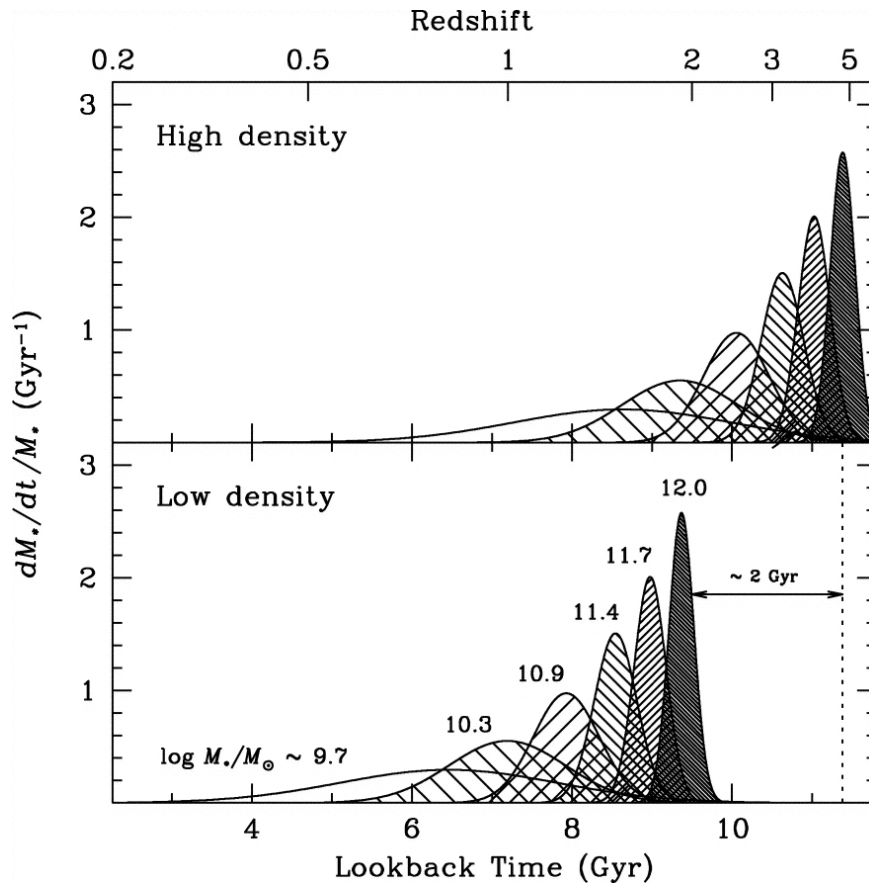 Redshift
0.2 0.5 1 2 3 5
3
High density
2
1
dM*/dt/M* (Gyr⁻¹)
3
Low density
12.0
11.7
~ 2 Gyr
2
11.4
10.9
1
10.3
log M*/M⊙ ~ 9.7
4 6 8 10
Lookback Time (Gyr)